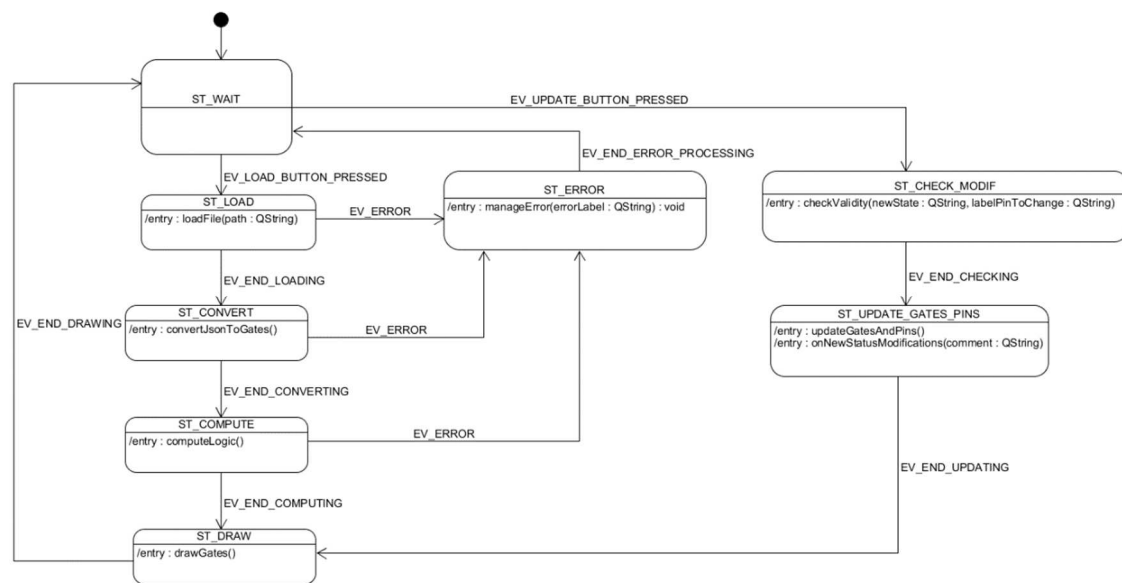 ST_WAIT
EV_UPDATE_BUTTON_PRESSED
EV_END_ERROR_PROCESSING
EV_LOAD_BUTTON_PRESSED
ST_LOAD
/entry : loadFile(path : QString)
EV_ERROR
ST_ERROR
/entry : manageError(errorLabel : QString) : void
ST_CHECK_MODIF
/entry : checkValidity(newState : QString, labelPinToChange : QString)
EV_END_LOADING
EV_END_CHECKING
ST_CONVERT
/entry : convertJsonToGates()
EV_ERROR
EV_END_DRAWING
ST_UPDATE_GATES_PINS
/entry : updateGatesAndPins()
/entry : onNewStatusModifications(comment : QString)
EV_END_CONVERTING
ST_COMPUTE
/entry : computeLogic()
EV_ERROR
EV_END_UPDATING
EV_END_COMPUTING
ST_DRAW
/entry : drawGates()